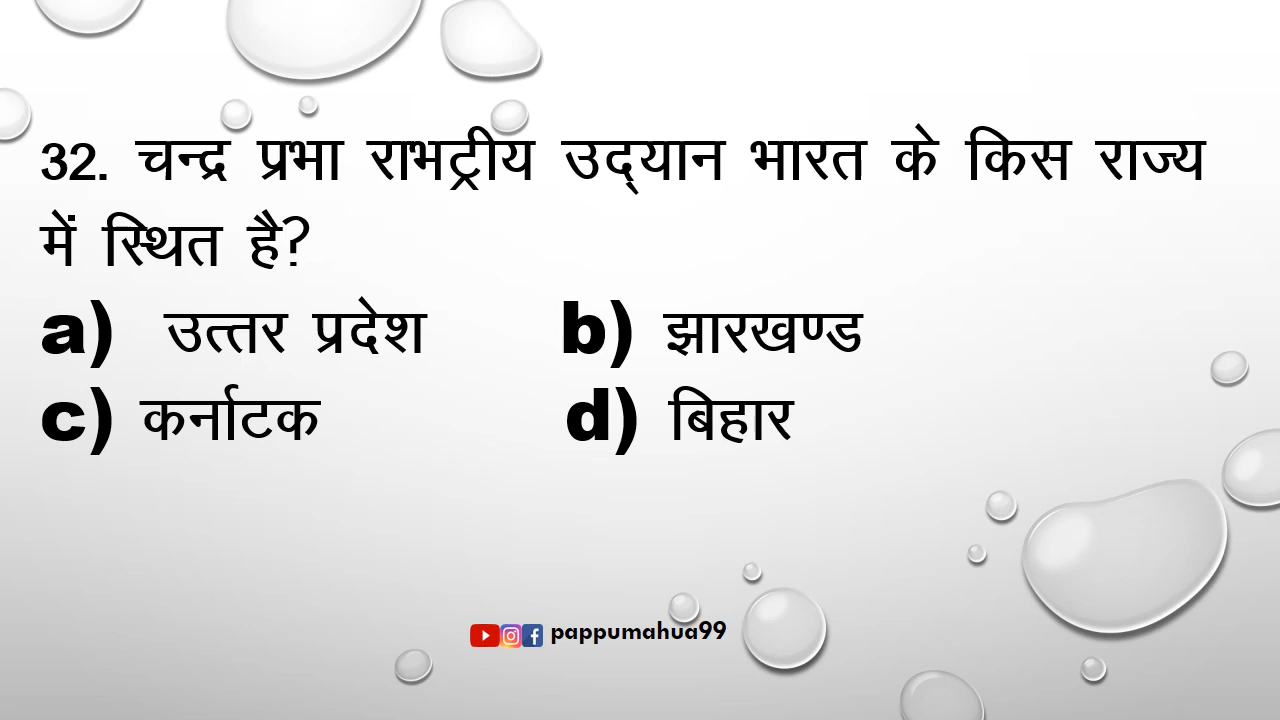 32. चन्द्र प्रभा राभट्रीय उद्‌यान भारत के किस राज्य
में स्थित है?
a) उत्तर प्रदेश b) झारखण्ड
c) कर्नाटक d) बिहार
pappumahua99